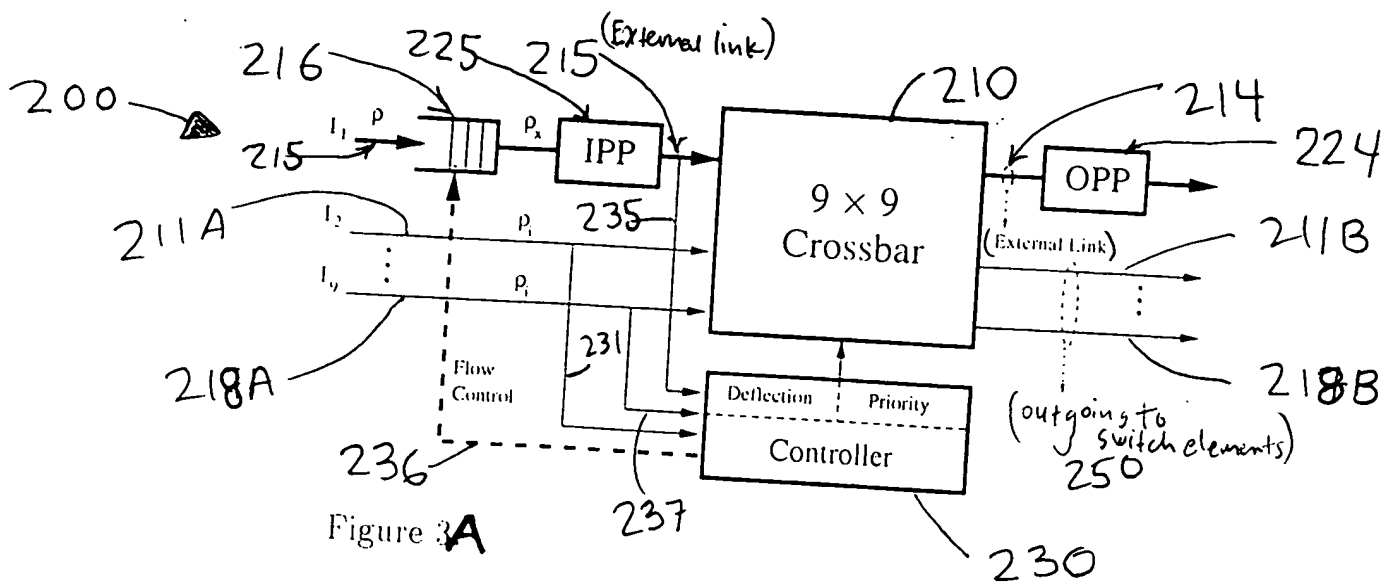 (External link)
216 225 215 210 214
200
I₁ ρ ρₓ IPP OPP 224
215
9 × 9
Crossbar
235
211A I₂ ρᵢ (External Link) 211B
I₉ ρᵢ
231
218A Flow
Control
Deflection Priority
218B
(outgoing to
switch elements)
Controller
250
236
237
230
Figure 3A